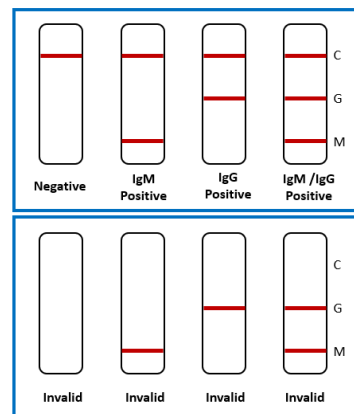 C
G
M
Negative
IgM
Positive
IgG
Positive
IgM /IgG
Positive
C
G
M
Invalid
Invalid
Invalid
Invalid